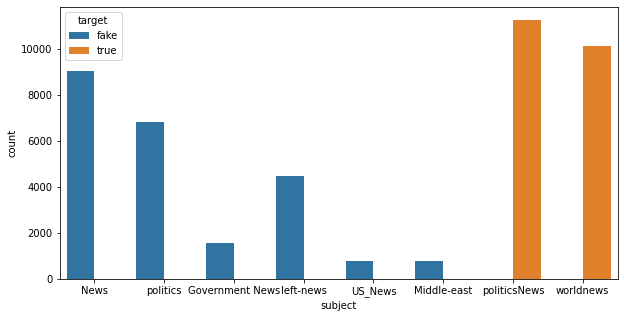 target
fake
true
10000
8000
6000
4000
2000
0
count
News politics Government News left-news US_News Middle-east politicsNews worldnews
subject